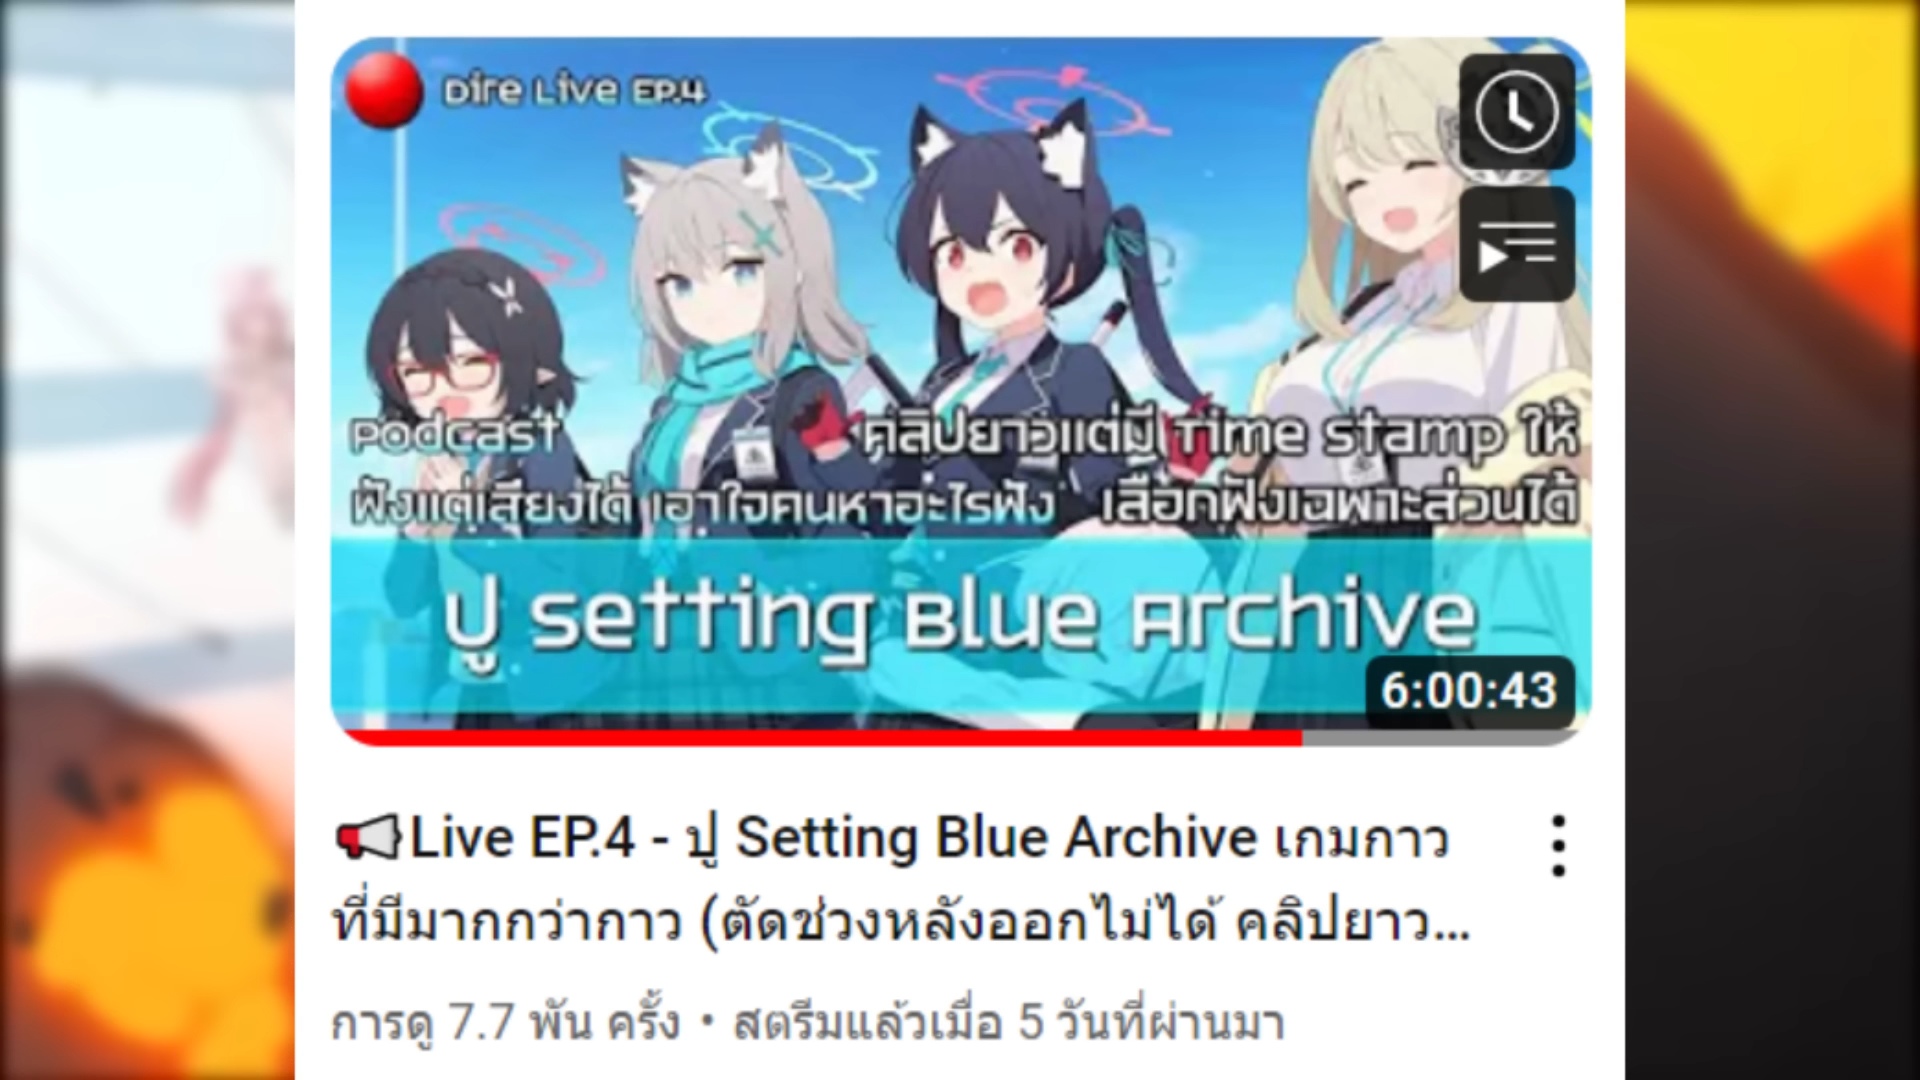 Dire Live EP.4
Podcast
ฟังแต่เสียงได้ เอาใจคนหาอะไรฟัง
คลิปยาวแต่มี Time stamp ให้
เลือกฟังเฉพาะส่วนได้
ปู setting Blue Archive
6:00:43
📢Live EP.4 - ปู Setting Blue Archive เกมกาว
ที่มีมากกว่ากาว (ตัดช่วงหลังออกไม่ได้ คลิปยาว...
การดู 7.7 พัน ครั้ง • สตรีมแล้วเมื่อ 5 วันที่ผ่านมา